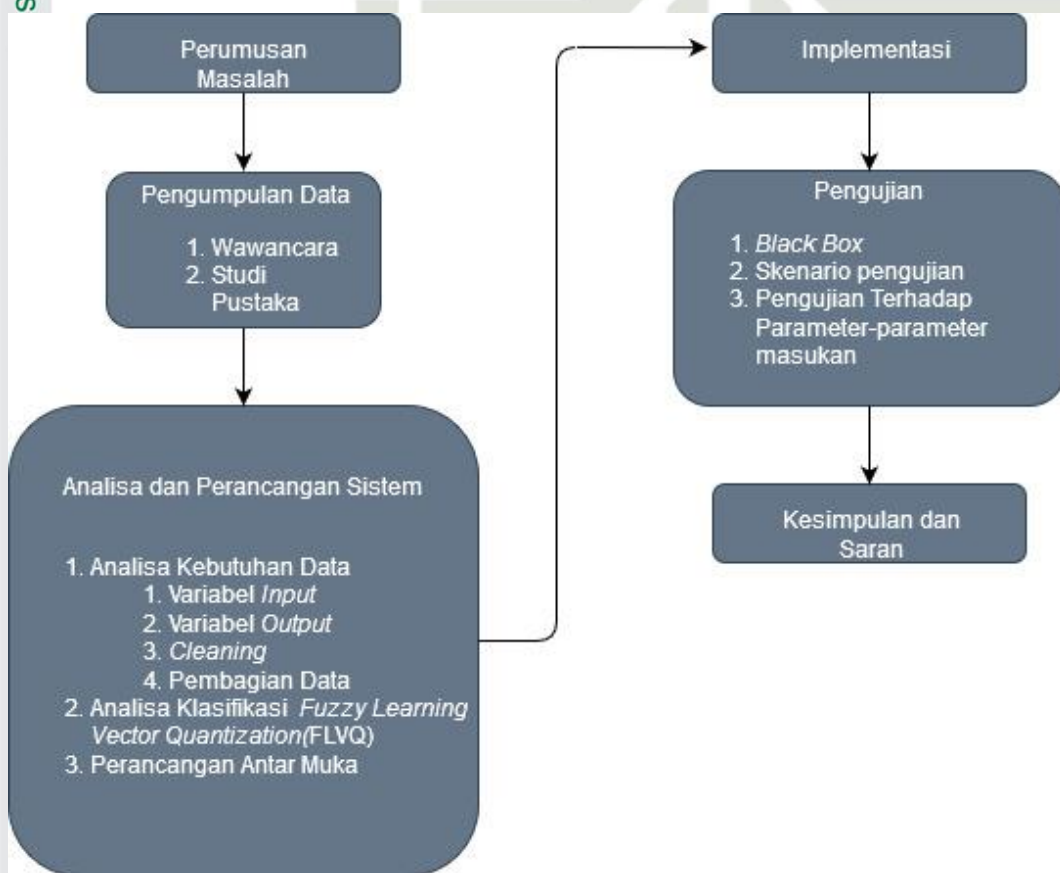 Perumusan
Masalah
Pengumpulan Data
1. Wawancara
2. Studi
Pustaka
Analisa dan Perancangan Sistem
1. Analisa Kebutuhan Data
1. Variabel Input
2. Variabel Output
3. Cleaning
4. Pembagian Data
2. Analisa Klasifikasi Fuzzy Learning
Vector Quantization(FLVQ)
3. Perancangan Antar Muka
Implementasi
Pengujian
1. Black Box
2. Skenario pengujian
3. Pengujian Terhadap
Parameter-parameter
masukan
Kesimpulan dan
Saran